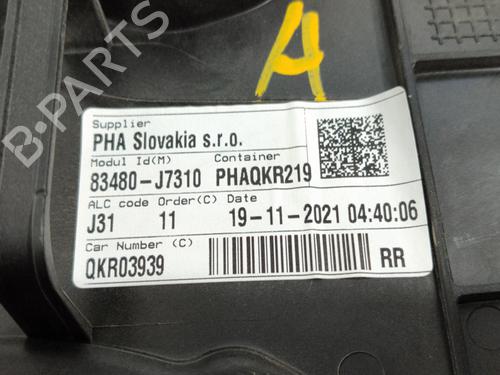 A
B-PARTS
Supplier
PHA Slovakia s.r.o.
Modul Id(M) Container
83480-J7310 PHAQKR219
ALC code Order(C) Date
J31 11 19-11-2021 04:40:06
Car Number (C)
QKR03939 RR